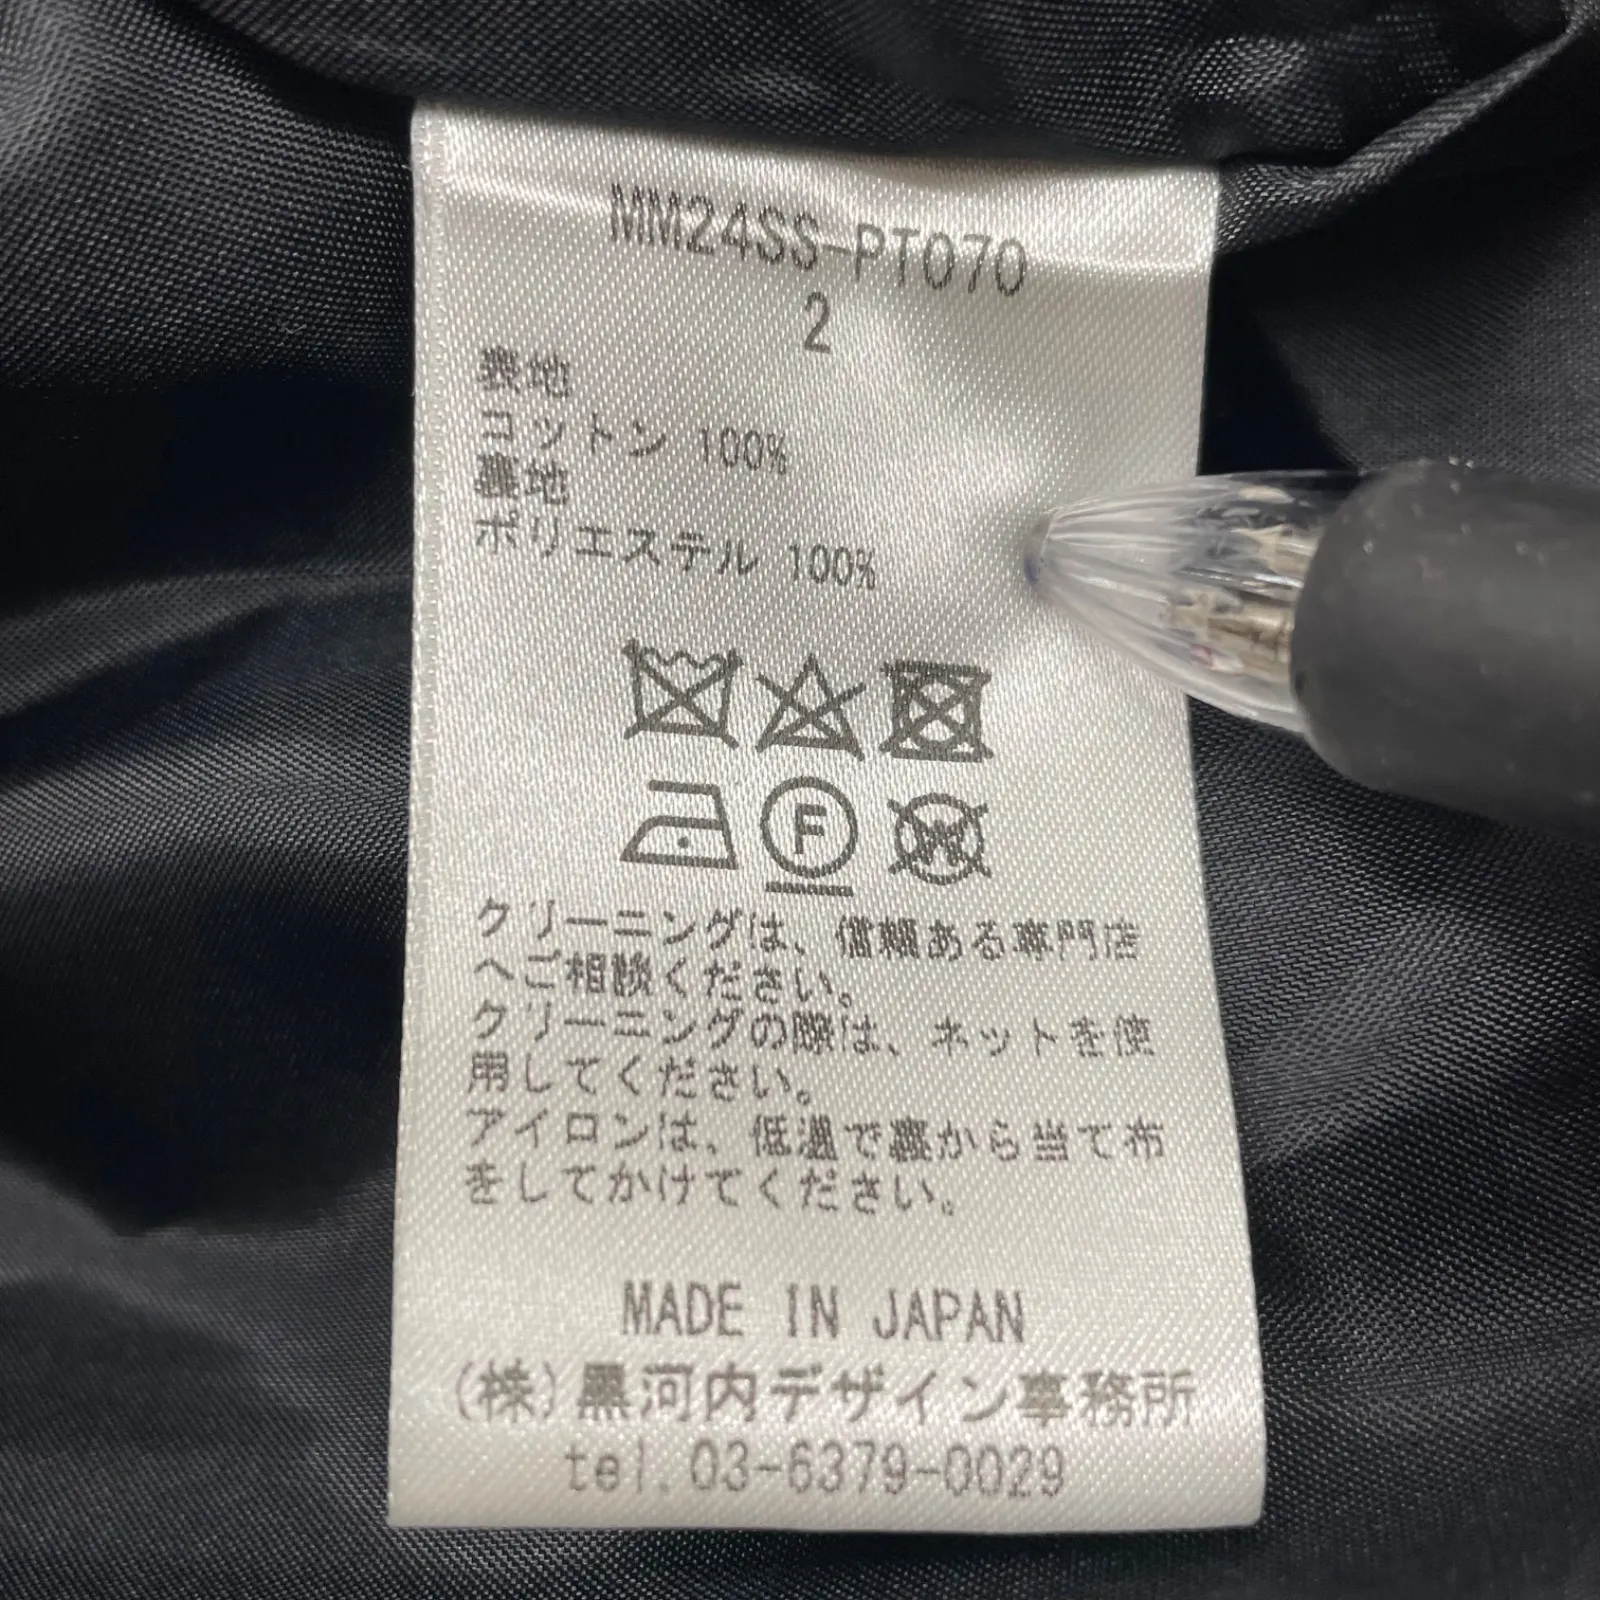 MM24SS-PT070
2
表地
コットン 100%
裏地
ポリエステル 100%
F
W
クリーニングは、信頼ある専門店
へご相談ください。
クリーニングの際は、ネットを使
用してください。
アイロンは、低温で裏から当て布
をしてかけてください。
MADE IN JAPAN
(株)黒河内デザイン事務所
tel.03-6379-0029